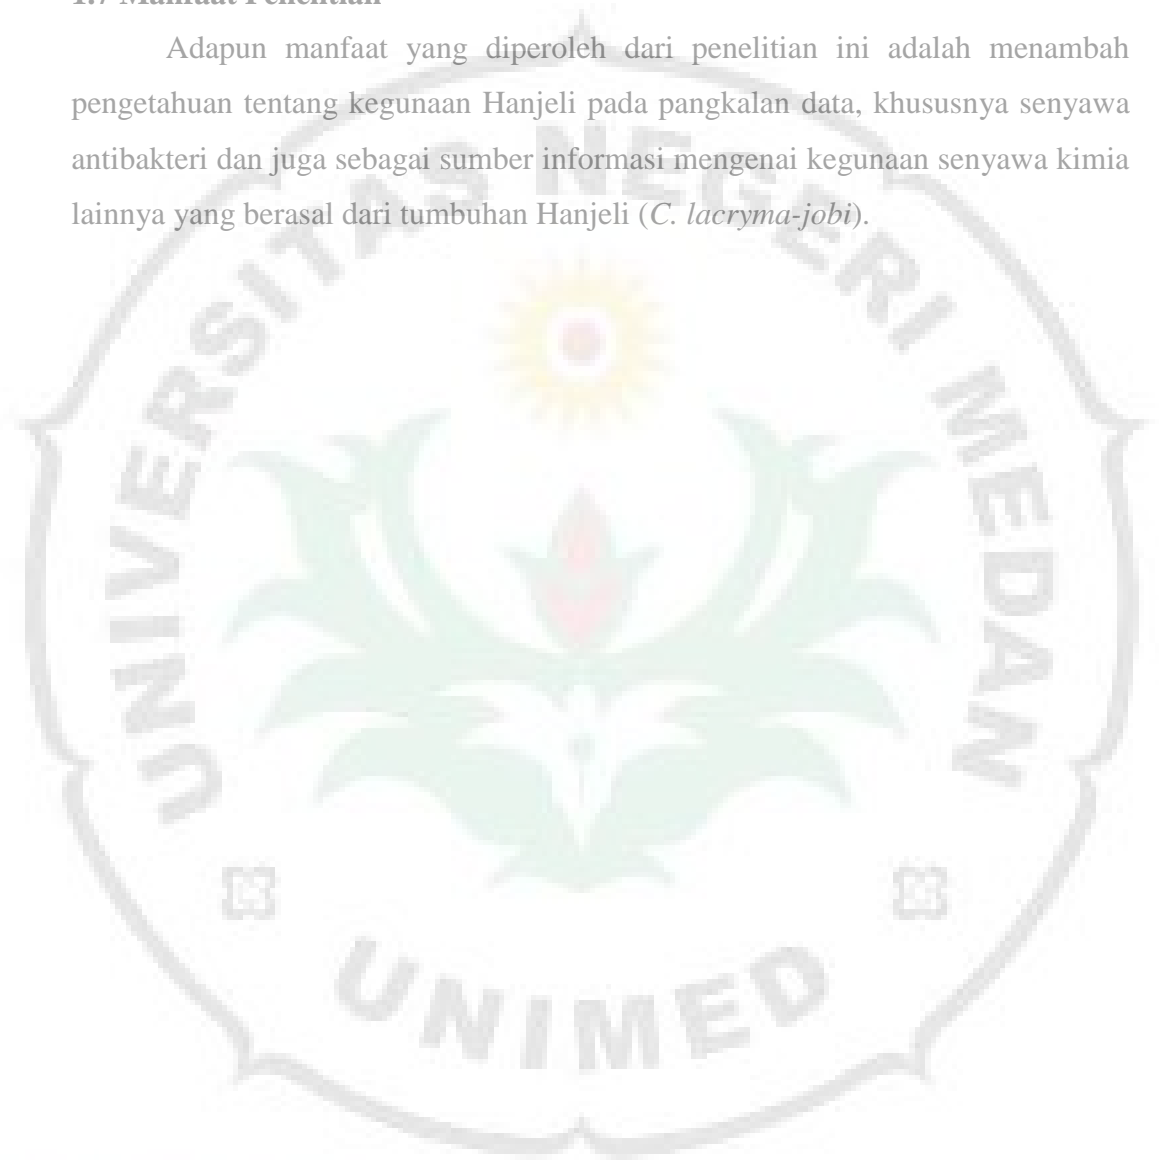 1.7 Manfaat Penelitian
Adapun manfaat yang diperoleh dari penelitian ini adalah menambah
pengetahuan tentang kegunaan Hanjeli pada pangkalan data, khususnya senyawa
antibakteri dan juga sebagai sumber informasi mengenai kegunaan senyawa kimia
lainnya yang berasal dari tumbuhan Hanjeli (C. lacryma-jobi).
UNIVERSITAS NEGERI MEDAN
UNIMED